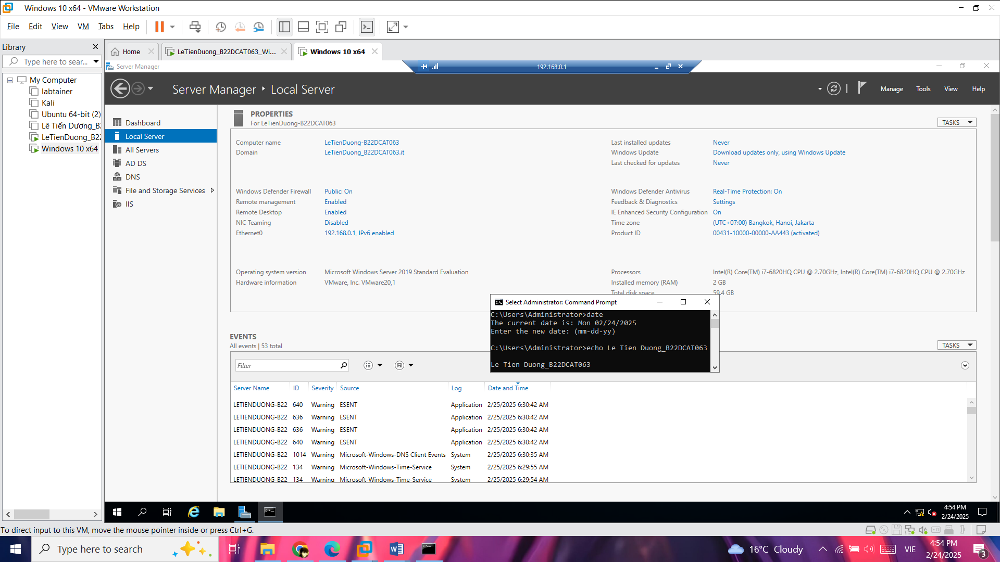 Windows 10 x64 - VMware Workstation
File Edit View VM Tabs Help
Library
Type here to sear...
My Computer
labtainer
Kali
Ubuntu 64-bit (2)
Lê Tiến Dương_B2
LeTienDuong_B22
Windows 10 x64
Home
LeTienDuong_B22DCAT063_Wi...
Windows 10 x64
Server Manager
192.168.0.1
Server Manager Local Server
Manage Tools View Help
Dashboard
Local Server
All Servers
AD DS
DNS
File and Storage Services
IIS
PROPERTIES
For LeTienDuong-B22DCAT063
TASKS
Computer name LeTienDuong-B22DCAT063
Domain LeTienDuong_B22DCAT063.it
Last installed updates Never
Windows Update Download updates only, using Windows Update
Last checked for updates Never
Windows Defender Firewall Public: On
Remote management Enabled
Remote Desktop Enabled
NIC Teaming Disabled
Ethernet0 192.168.0.1, IPv6 enabled
Windows Defender Antivirus Real-Time Protection: On
Feedback & Diagnostics Settings
IE Enhanced Security Configuration On
Time zone (UTC+07:00) Bangkok, Hanoi, Jakarta
Product ID 00431-10000-00000-AA443 (activated)
Operating system version Microsoft Windows Server 2019 Standard Evaluation
Hardware information VMware, Inc. VMware20,1
Processors Intel(R) Core(TM) i7-6820HQ CPU @ 2.70GHz, Intel(R) Core(TM) i7-6820HQ CPU @ 2.70GHz
Installed memory (RAM) 2 GB
Total disk space 59.4 GB
Select Administrator: Command Prompt
C:\Users\Administrator>date
The current date is: Mon 02/24/2025
Enter the new date: (mm-dd-yy)
C:\Users\Administrator>echo Le Tien Duong_B22DCAT063
Le Tien Duong_B22DCAT063
EVENTS
All events | 53 total
TASKS
Filter
Server Name ID Severity Source Log Date and Time
LETIENDUONG-B22 640 Warning ESENT Application 2/25/2025 6:30:42 AM
LETIENDUONG-B22 636 Warning ESENT Application 2/25/2025 6:30:42 AM
LETIENDUONG-B22 636 Warning ESENT Application 2/25/2025 6:30:42 AM
LETIENDUONG-B22 640 Warning ESENT Application 2/25/2025 6:30:42 AM
LETIENDUONG-B22 1014 Warning Microsoft-Windows-DNS Client Events System 2/25/2025 6:30:35 AM
LETIENDUONG-B22 134 Warning Microsoft-Windows-Time-Service System 2/25/2025 6:29:55 AM
LETIENDUONG-B22 134 Warning Microsoft-Windows-Time-Service System 2/25/2025 6:29:54 AM
4:54 PM
2/24/2025
To direct input to this VM, move the mouse pointer inside or press Ctrl+G.
Type here to search
16°C Cloudy
VIE
4:54 PM
2/24/2025
3